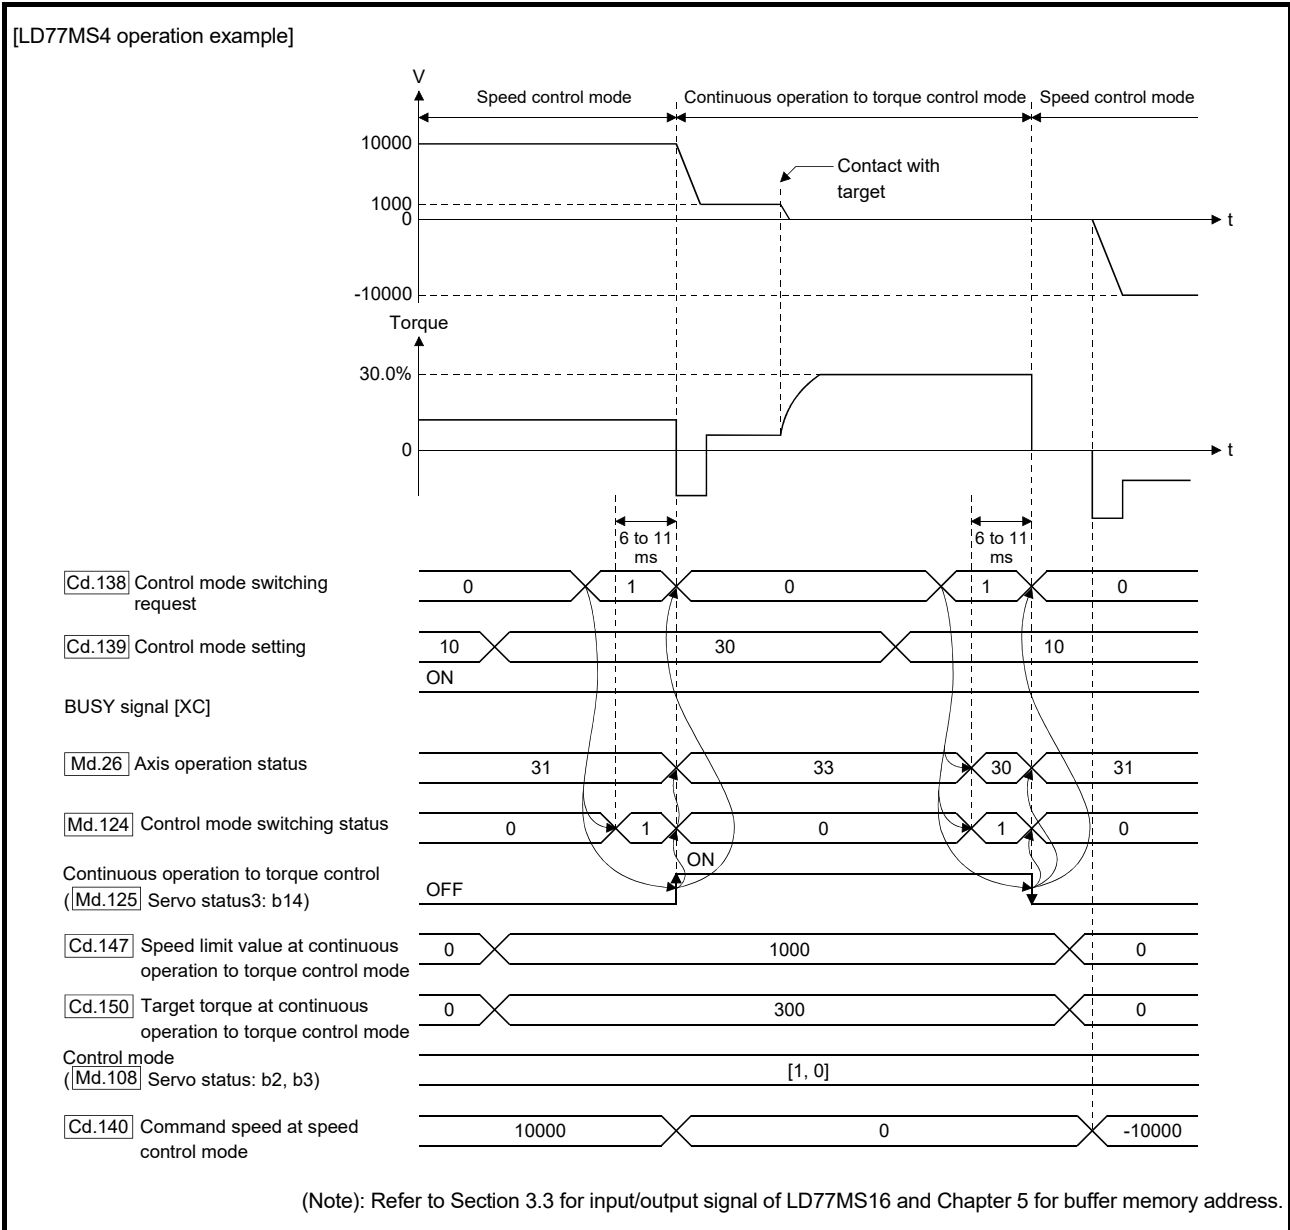 [LD77MS4 operation example]
V
Speed control mode
Continuous operation to torque control mode
Speed control mode
10000
Contact with
target
1000
0
t
-10000
Torque
30.0%
0
t
6 to 11
ms
6 to 11
ms
Cd.138 Control mode switching
request
0 1 0 1 0
Cd.139 Control mode setting
10 30 10
ON
BUSY signal [XC]
Md.26 Axis operation status
31 33 30 31
Md.124 Control mode switching status
0 1 0 1 0
Continuous operation to torque control
(Md.125 Servo status3: b14)
OFF ON
Cd.147 Speed limit value at continuous
operation to torque control mode
0 1000 0
Cd.150 Target torque at continuous
operation to torque control mode
0 300 0
Control mode
(Md.108 Servo status: b2, b3)
[1, 0]
Cd.140 Command speed at speed
control mode
10000 0 -10000
(Note): Refer to Section 3.3 for input/output signal of LD77MS16 and Chapter 5 for buffer memory address.